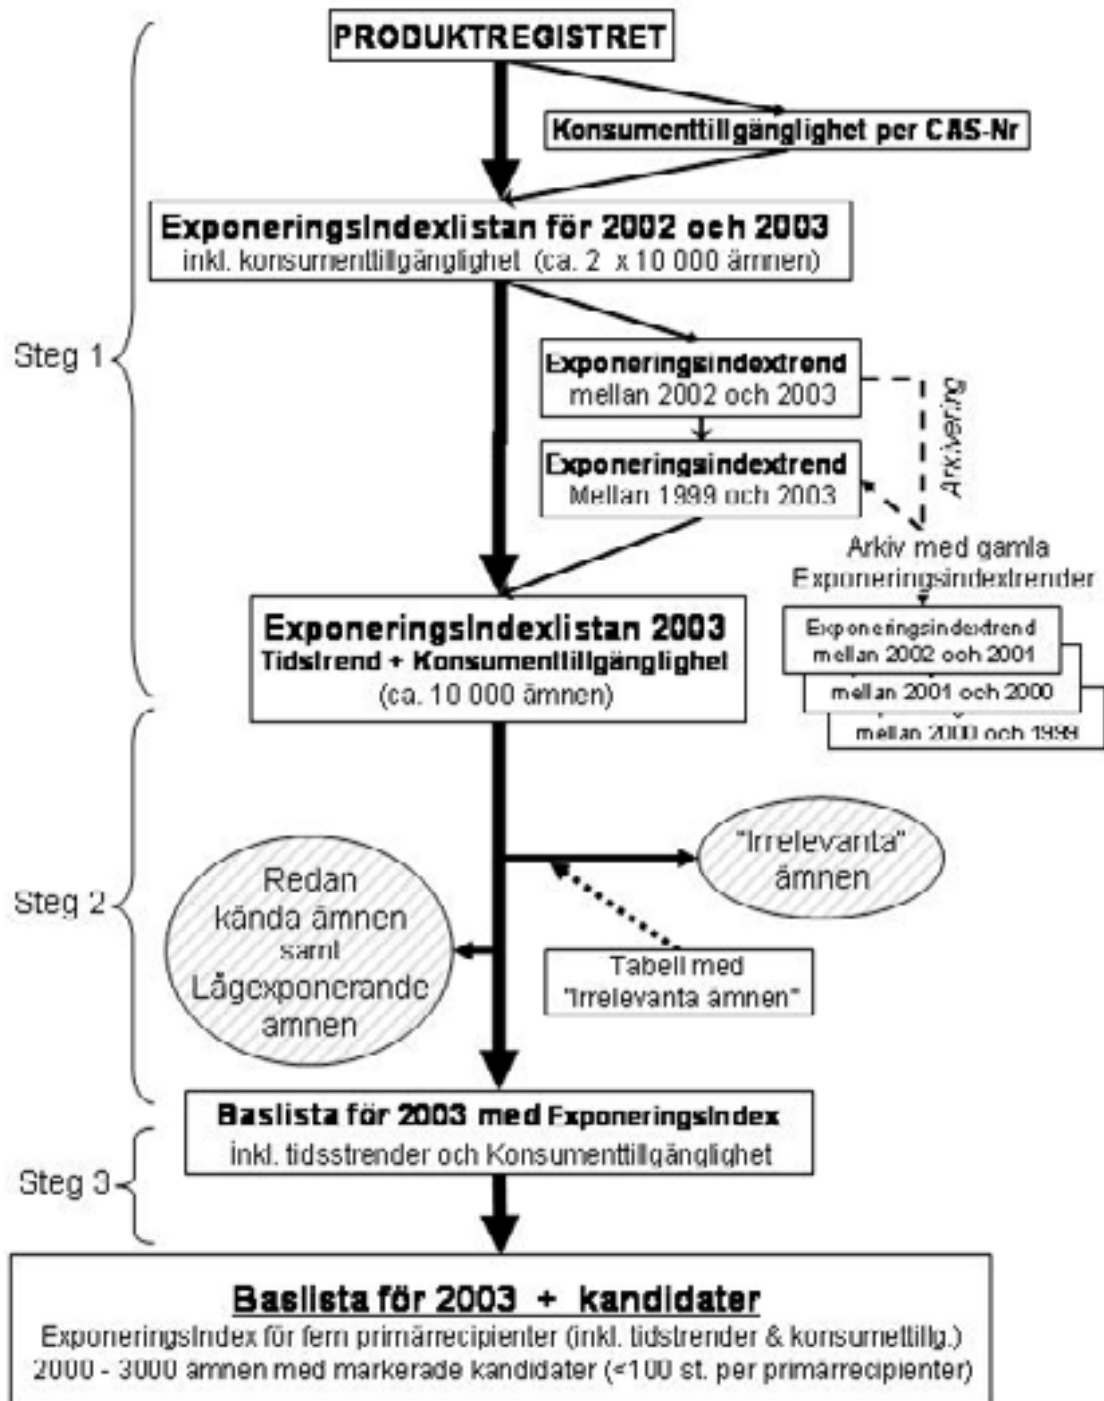 PRODUKTREGISTRET
Konsumenttillgänglighet per CAS-Nr
ExponeringsIndexlistan för 2002 och 2003
inkl. konsumenttillgänglighet (ca. 2 x 10 000 ämnen)
Steg 1
Exponeringsindextrend
mellan 2002 och 2003
Arkivering
Exponeringsindextrend
Mellan 1999 och 2003
Arkiv med gamla
Exponeringsindextrender
ExponeringsIndexlistan 2003
Tidstrend + Konsumenttillgänglighet
(ca. 10 000 ämnen)
Exponeringsindextrend
mellan 2002 och 2001
mellan 2001 och 2000
mellan 2000 och 1999
Steg 2
"Irrelevanta"
ämnen
Redan
kända ämnen
samt
Lågexponerande
ämnen
Tabell med
"Irrelevanta ämnen"
Baslista för 2003 med ExponeringsIndex
inkl. tidsstrender och Konsumenttillgänglighet
Steg 3
Baslista för 2003 + kandidater
ExponeringsIndex för fem primärrecipienter (inkl. tidstrender & konsumettillg.)
2000 - 3000 ämnen med markerade kandidater (<100 st. per primärrecipienter)